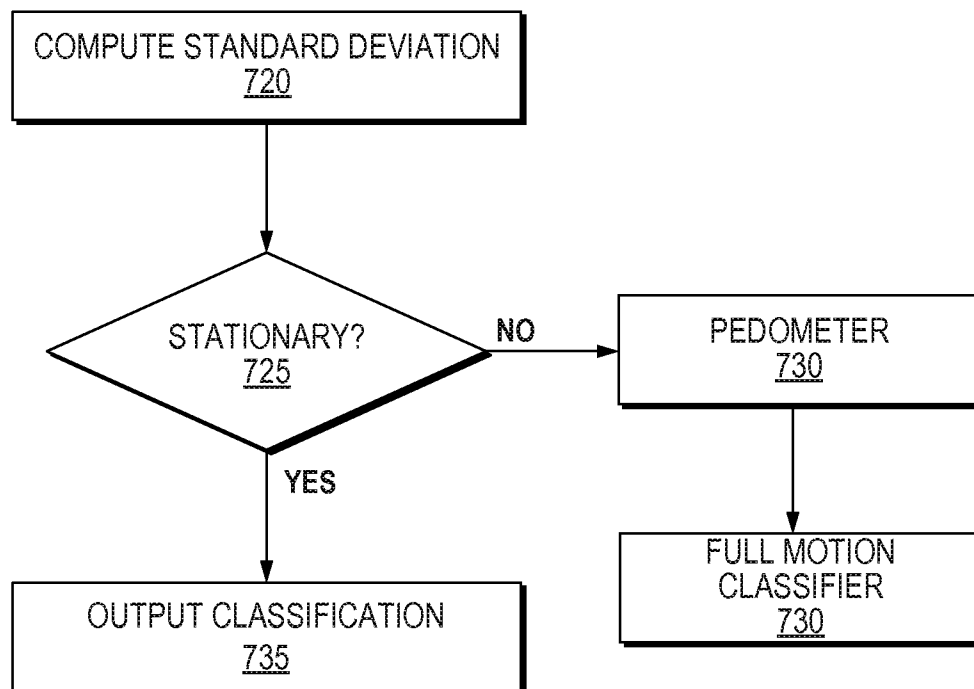 COMPUTE STANDARD DEVIATION
720
STATIONARY?
725
NO
PEDOMETER
730
YES
FULL MOTION
CLASSIFIER
730
OUTPUT CLASSIFICATION
735